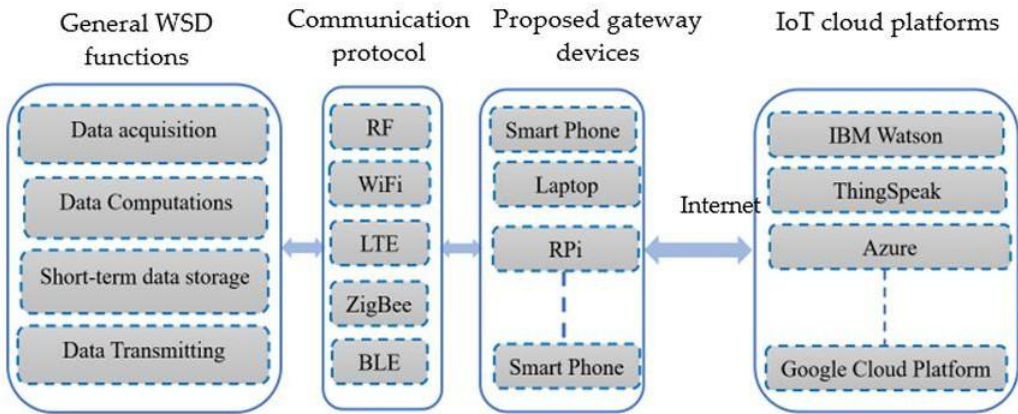 General WSD
functions
Data acquisition
Data Computations
Short-term data storage
Data Transmitting
Communication
protocol
RF
WiFi
LTE
ZigBee
BLE
Proposed gateway
devices
Smart Phone
Laptop
RPi
Smart Phone
Internet
IoT cloud platforms
IBM Watson
ThingSpeak
Azure
Google Cloud Platform